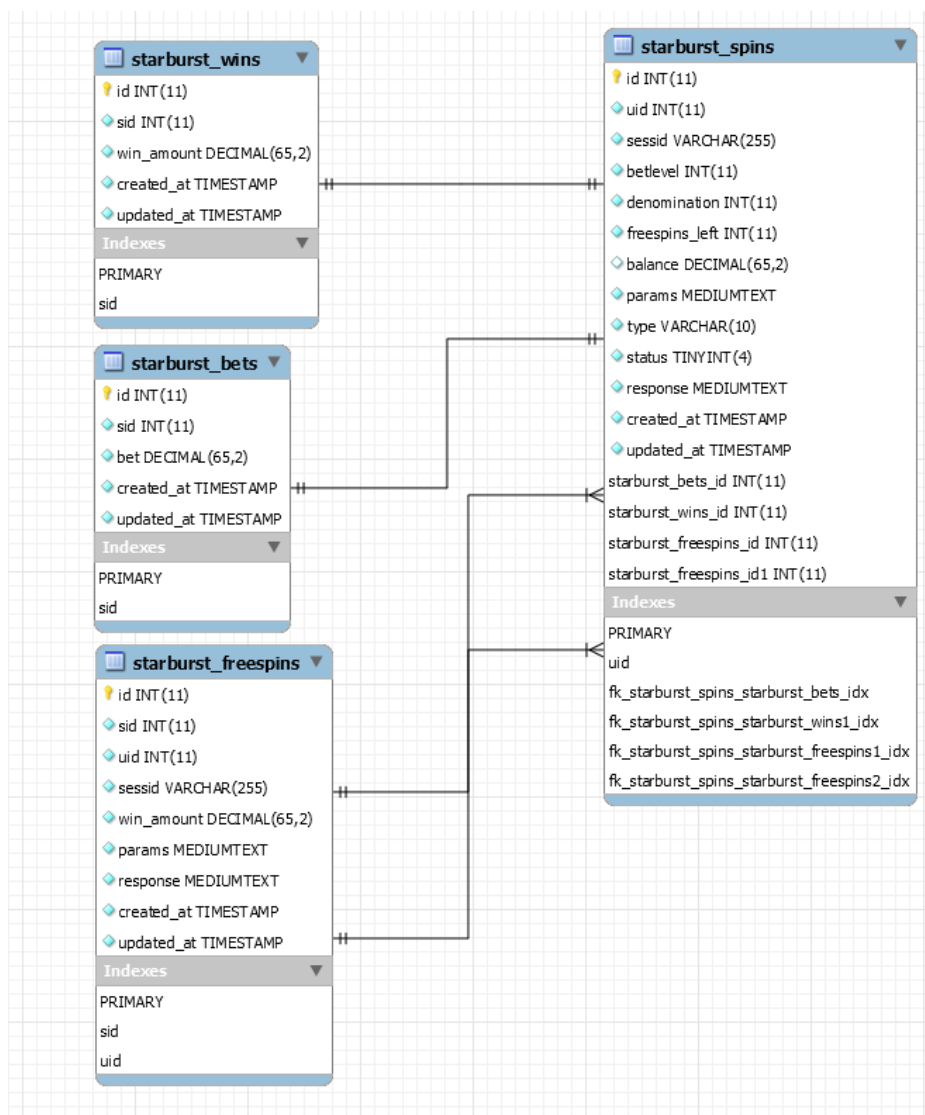 starburst_wins
id INT(11)
sid INT(11)
win_amount DECIMAL(65,2)
created_at TIMESTAMP
updated_at TIMESTAMP
Indexes
PRIMARY
sid
starburst_bets
id INT(11)
sid INT(11)
bet DECIMAL(65,2)
created_at TIMESTAMP
updated_at TIMESTAMP
Indexes
PRIMARY
sid
starburst_freespins
id INT(11)
sid INT(11)
uid INT(11)
sessid VARCHAR(255)
win_amount DECIMAL(65,2)
params MEDIUMTEXT
response MEDIUMTEXT
created_at TIMESTAMP
updated_at TIMESTAMP
Indexes
PRIMARY
sid
uid
starburst_spins
id INT(11)
uid INT(11)
sessid VARCHAR(255)
betlevel INT(11)
denomination INT(11)
freespins_left INT(11)
balance DECIMAL(65,2)
params MEDIUMTEXT
type VARCHAR(10)
status TINYINT(4)
response MEDIUMTEXT
created_at TIMESTAMP
updated_at TIMESTAMP
starburst_bets_id INT(11)
starburst_wins_id INT(11)
starburst_freespins_id INT(11)
starburst_freespins_id1 INT(11)
Indexes
PRIMARY
uid
fk_starburst_spins_starburst_bets_idx
fk_starburst_spins_starburst_wins1_idx
fk_starburst_spins_starburst_freespins1_idx
fk_starburst_spins_starburst_freespins2_idx